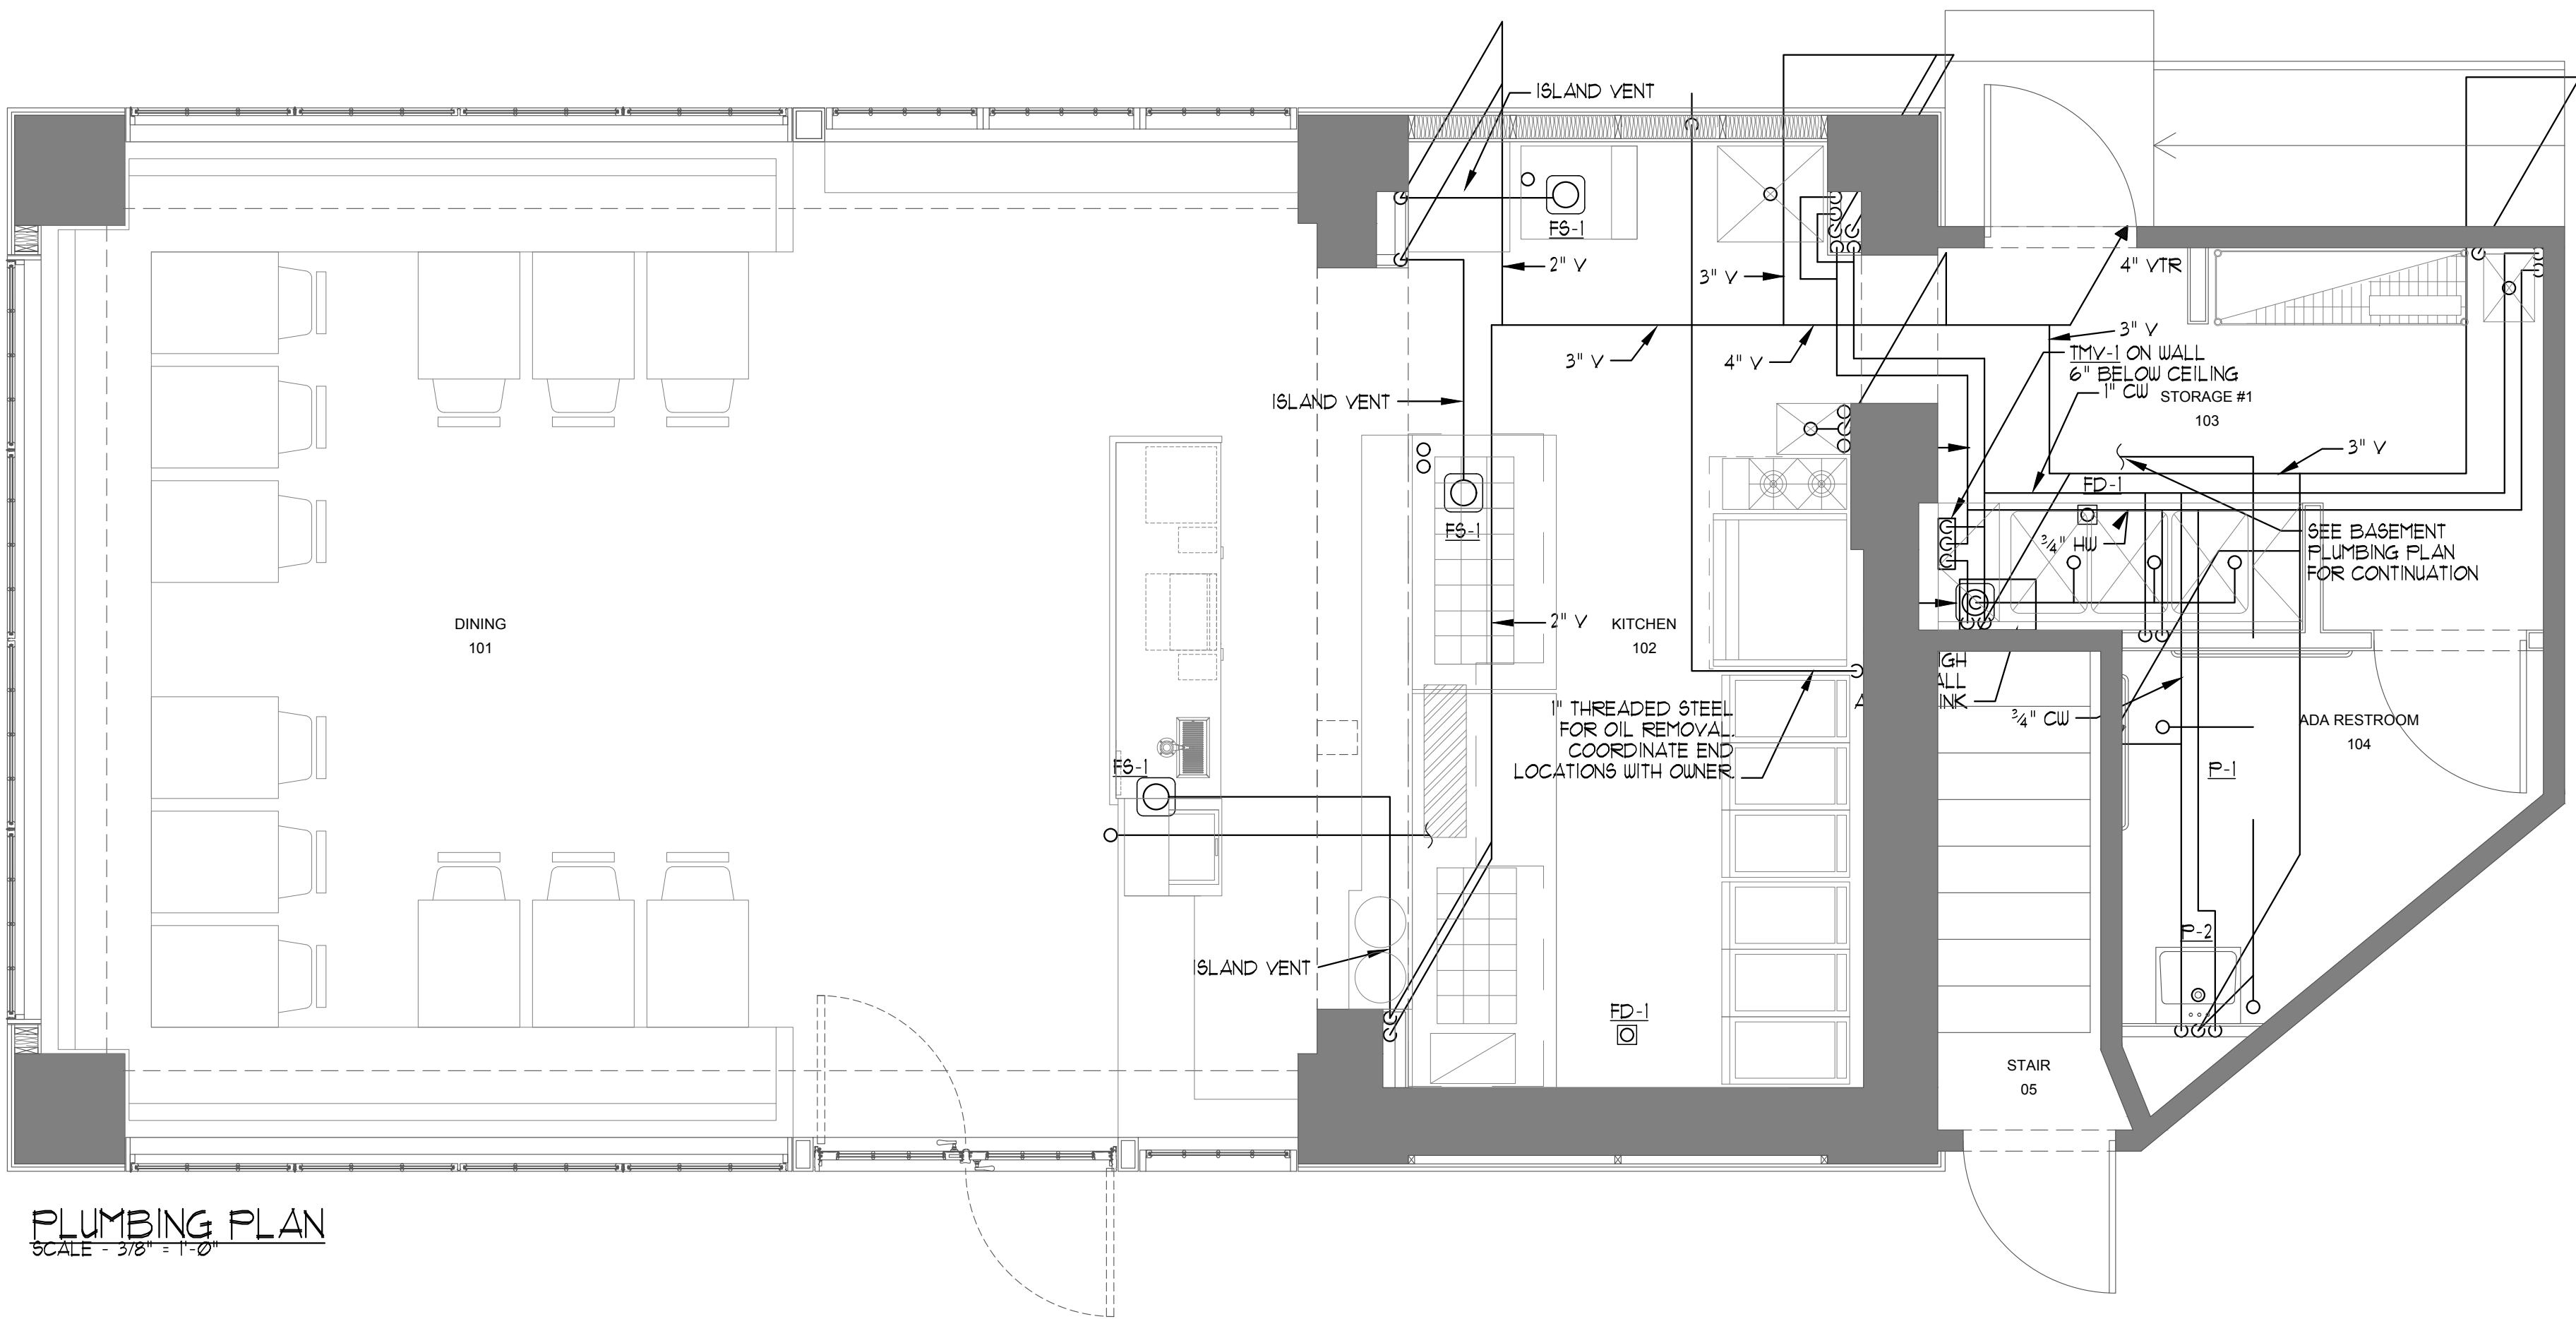 ISLAND VENT
FS-1
2" V
3" V
4" VTR
3" V
3" V
4" V
TMV-1 ON WALL
6" BELOW CEILING
1" CW
STORAGE #1
103
ISLAND VENT
3" V
FD-1
FS-1
3/4" HW
SEE BASEMENT
PLUMBING PLAN
FOR CONTINUATION
DINING
101
2" V
KITCHEN
102
IGH
ALL
INK
1" THREADED STEEL
FOR OIL REMOVAL.
COORDINATE END
LOCATIONS WITH OWNER.
3/4" CW
ADA RESTROOM
104
FS-1
P-1
P-2
ISLAND VENT
FD-1
STAIR
05
PLUMBING PLAN
SCALE - 3/8" = 1'-0"